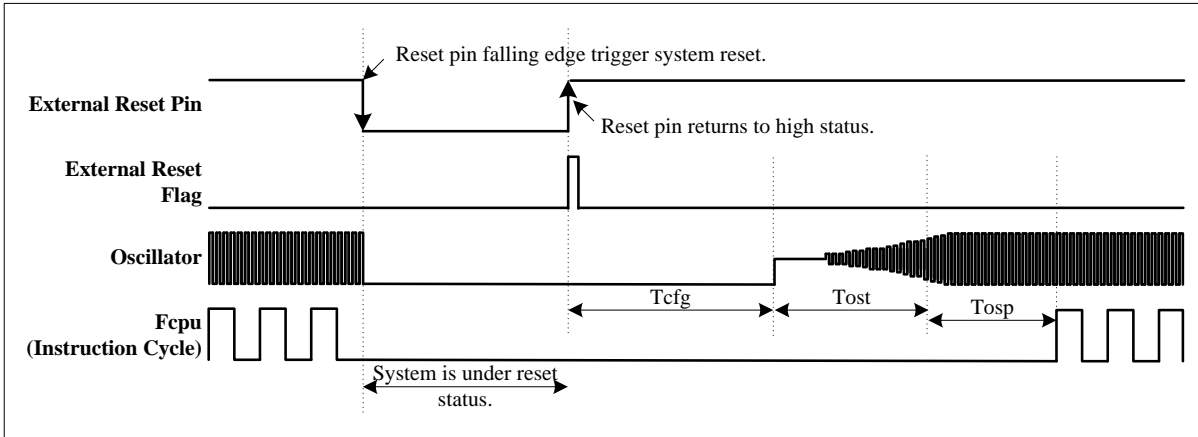 Reset pin falling edge trigger system reset.
External Reset Pin
Reset pin returns to high status.
External Reset
Flag
Oscillator
Tcfg
Tost
Tosp
Fcpu
(Instruction Cycle)
System is under reset
status.